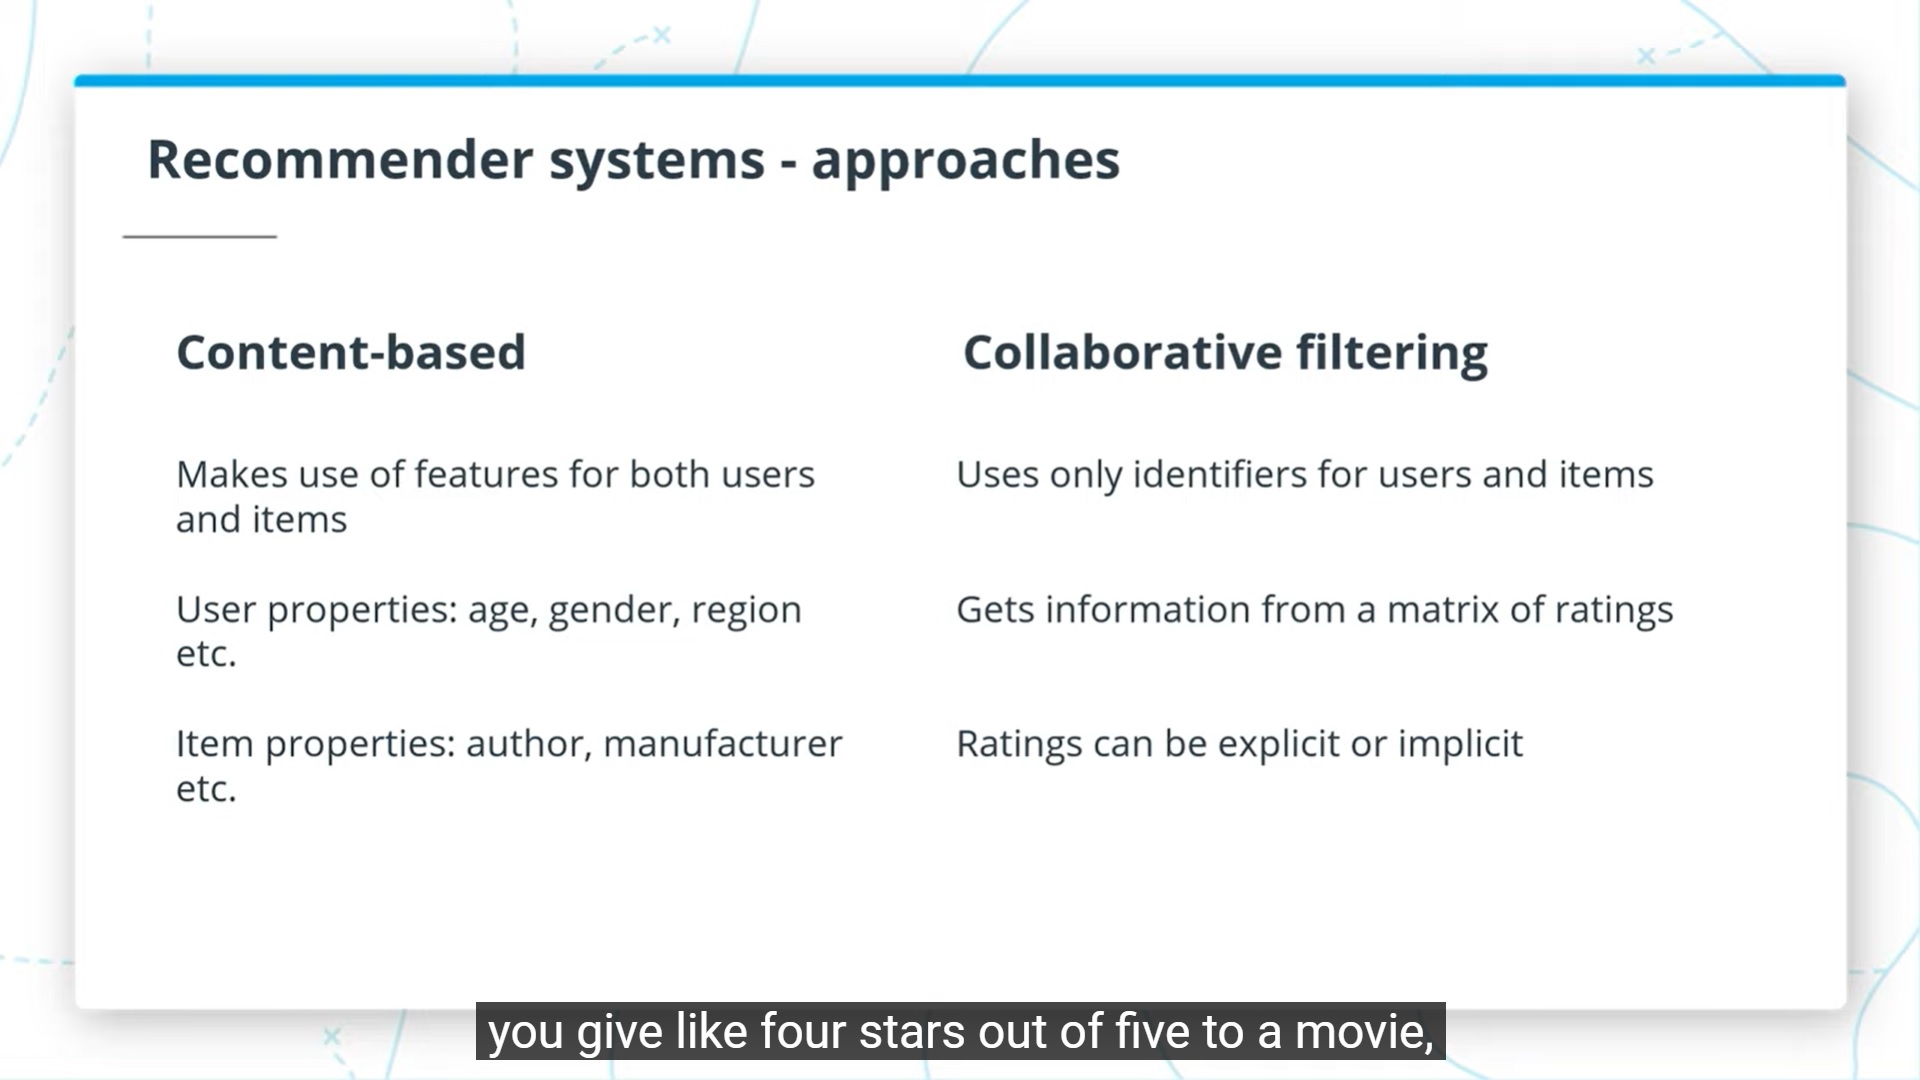 Recommender systems - approaches
Content-based
Makes use of features for both users
and items
User properties: age, gender, region
etc.
Item properties: author, manufacturer
etc.
Collaborative filtering
Uses only identifiers for users and items
Gets information from a matrix of ratings
Ratings can be explicit or implicit
you give like four stars out of five to a movie,